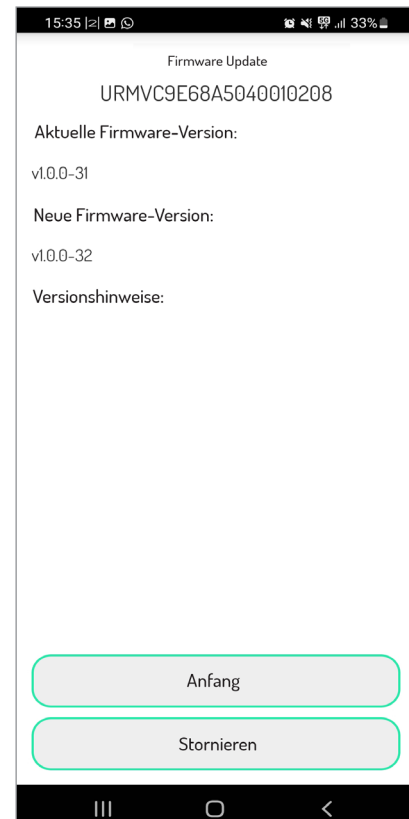 15:35
33%
Firmware Update
URMVC9E68A5040010208
Aktuelle Firmware-Version:
v1.0.0-31
Neue Firmware-Version:
v1.0.0-32
Versionshinweise:
Anfang
Stornieren